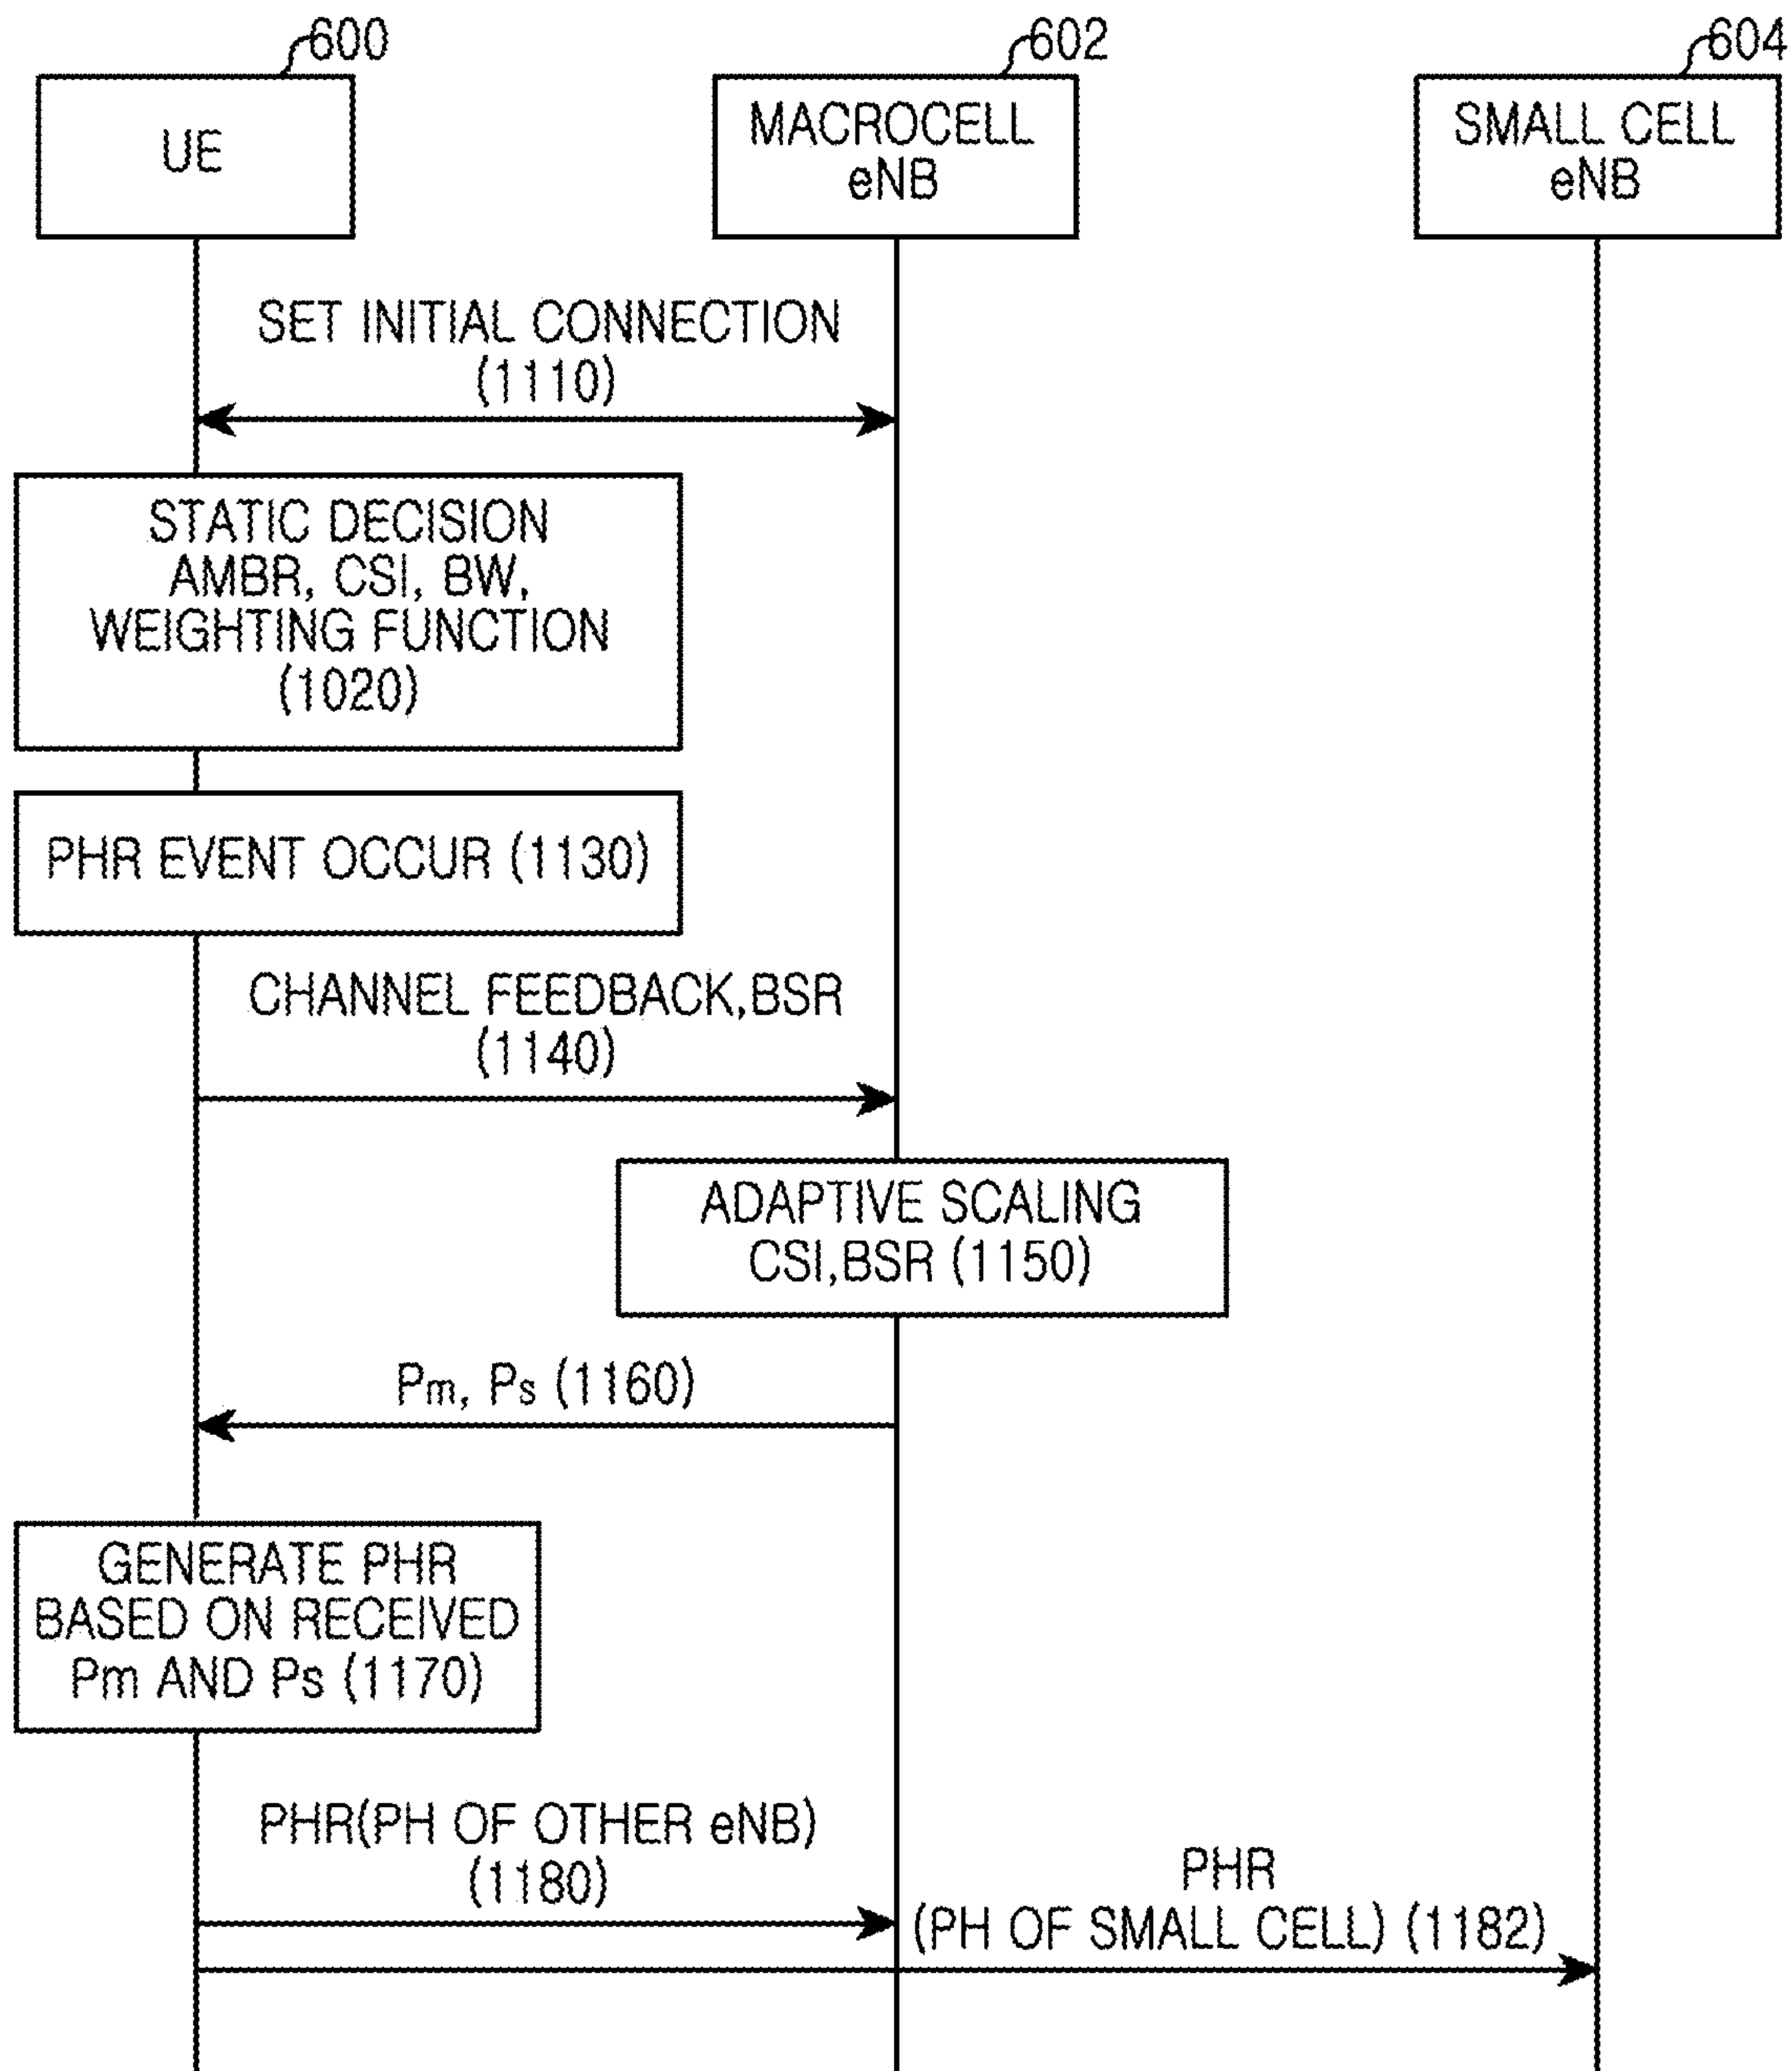 600
602
604
UE
MACROCELL
eNB
SMALL CELL
eNB
SET INITIAL CONNECTION
(1110)
STATIC DECISION
AMBR, CSI, BW,
WEIGHTING FUNCTION
(1020)
PHR EVENT OCCUR (1130)
CHANNEL FEEDBACK,BSR
(1140)
ADAPTIVE SCALING
CSI,BSR (1150)
Pm, Ps (1160)
GENERATE PHR
BASED ON RECEIVED
Pm AND Ps (1170)
PHR(PH OF OTHER eNB)
(1180)
PHR
(PH OF SMALL CELL) (1182)